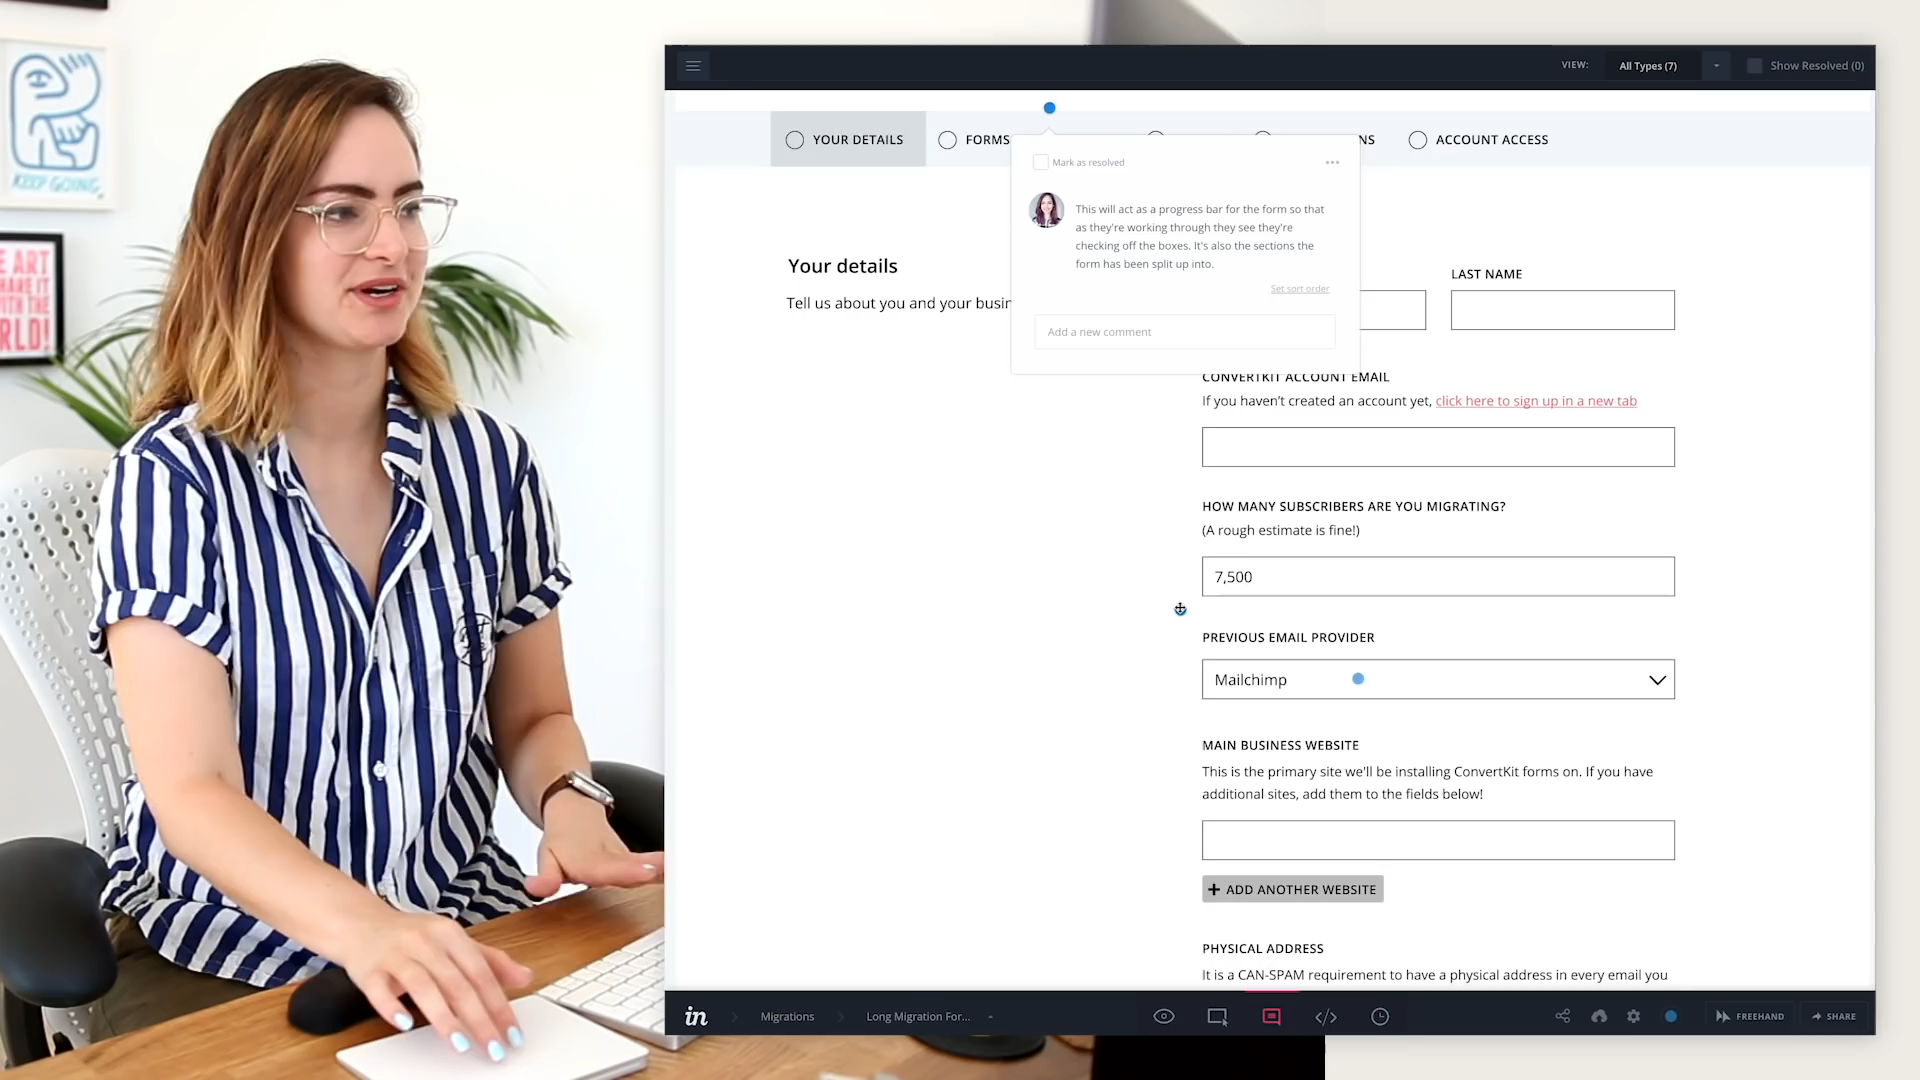 KEEP GOING.
E ART
HARE IT
WITH THE
RLD!
VIEW:
All Types (7)
Show Resolved (0)
YOUR DETAILS
FORMS
NS
ACCOUNT ACCESS
Mark as resolved
This will act as a progress bar for the form so that
as they're working through they see they're
checking off the boxes. It's also the sections the
form has been split up into.
Set sort order
Add a new comment
Your details
Tell us about you and your busin
LAST NAME
CONVERTKIT ACCOUNT EMAIL
If you haven't created an account yet, click here to sign up in a new tab
HOW MANY SUBSCRIBERS ARE YOU MIGRATING?
(A rough estimate is fine!)
7,500
PREVIOUS EMAIL PROVIDER
Mailchimp
MAIN BUSINESS WEBSITE
This is the primary site we'll be installing ConvertKit forms on. If you have
additional sites, add them to the fields below!
+ ADD ANOTHER WEBSITE
PHYSICAL ADDRESS
It is a CAN-SPAM requirement to have a physical address in every email you
in
Migrations
Long Migration For...
FREEHAND
SHARE